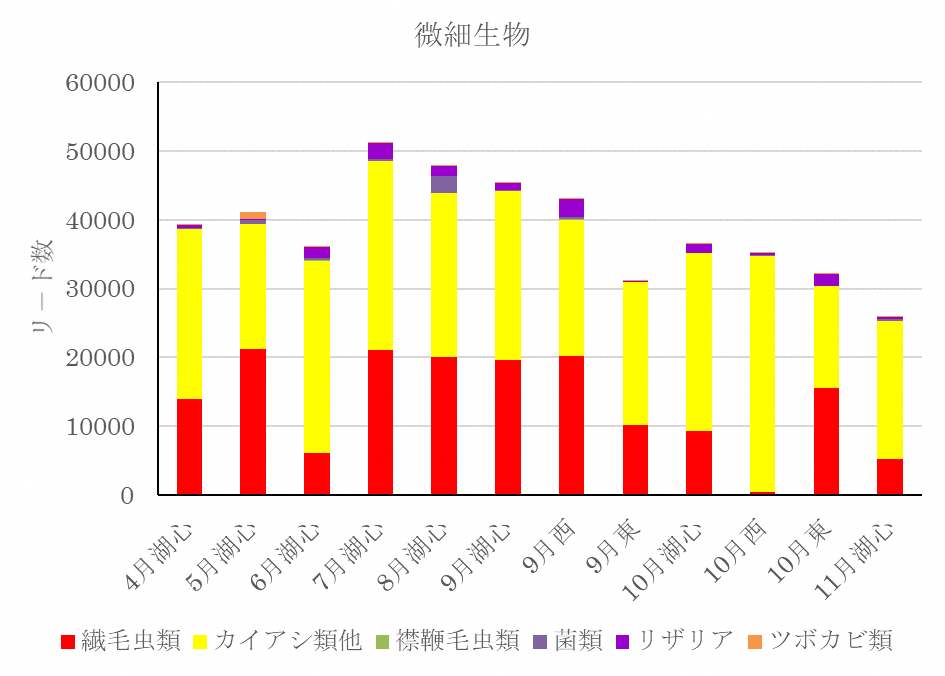 微細生物
60000
50000
40000
30000
20000
10000
0
リード数
4月湖心
5月湖心
6月湖心
7月湖心
8月湖心
9月湖心
9月西
9月東
10月湖心
10月西
10月東
11月湖心
繊毛虫類 カイアシ類他 襟鞭毛虫類 菌類 リザリア ツボカビ類